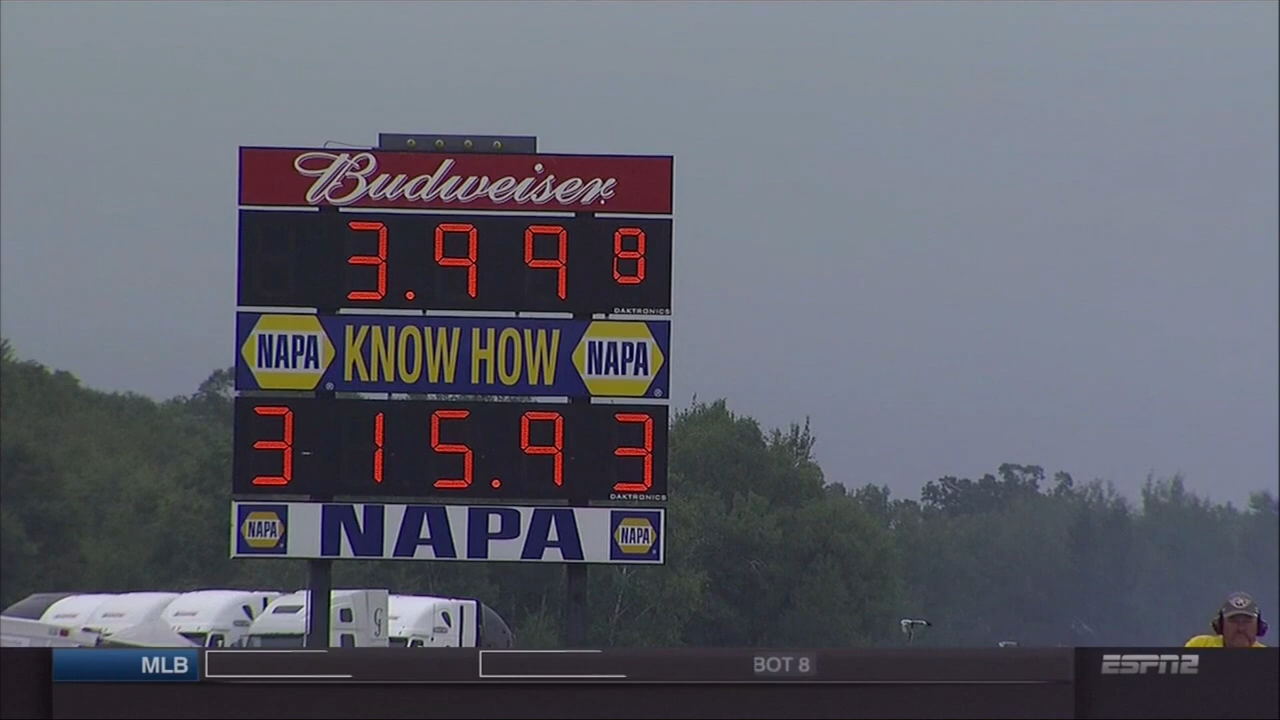 Budweiser
3.998
DAKTRONICS
NAPA KNOW HOW NAPA
315.93
DAKTRONICS
NAPA NAPA NAPA
G
MLB BOT 8 ESPN2